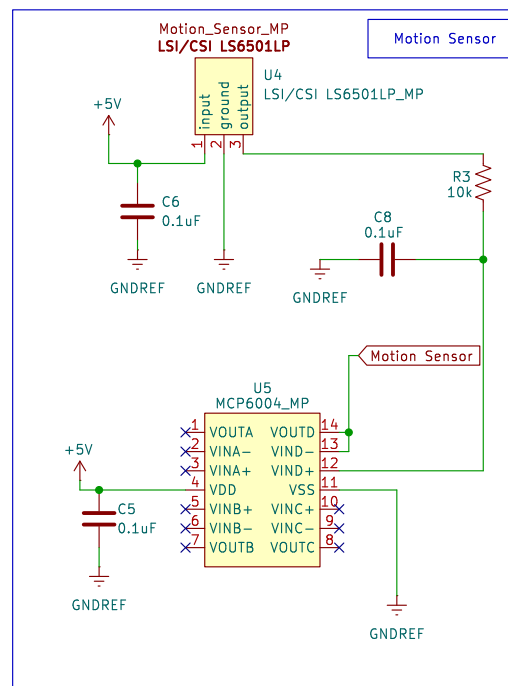 Motion_Sensor_MP
LSI/CSI LS6501LP
Motion Sensor
U4
LSI/CSI LS6501LP_MP
input
ground
output
1 2 3
+5V
C6
0.1uF
R3
10k
C8
0.1uF
GNDREF
GNDREF
GNDREF
Motion Sensor
U5
MCP6004_MP
1 VOUTA VOUTD 14
2 VINA- VIND- 13
3 VINA+ VIND+ 12
4 VDD VSS 11
5 VINB+ VINC+ 10
6 VINB- VINC- 9
7 VOUTB VOUTC 8
+5V
C5
0.1uF
GNDREF
GNDREF